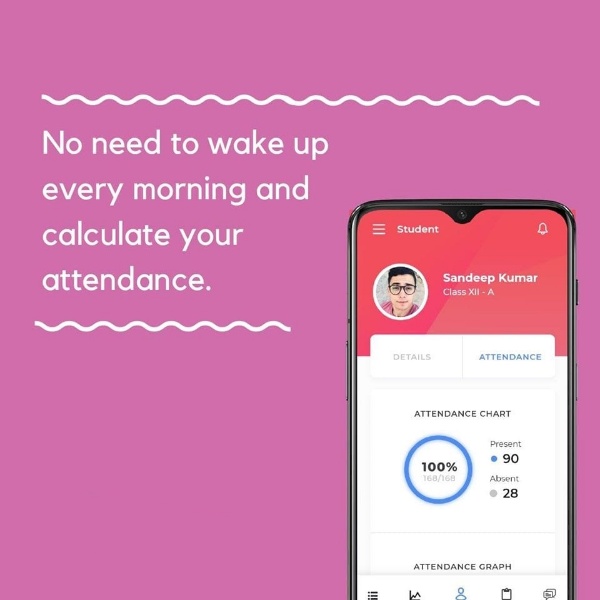 No need to wake up
every morning and
calculate your
attendance.
Student
Sandeep Kumar
Class XII - A
DETAILS
ATTENDANCE
ATTENDANCE CHART
100%
168/168
Present
90
Absent
28
ATTENDANCE GRAPH